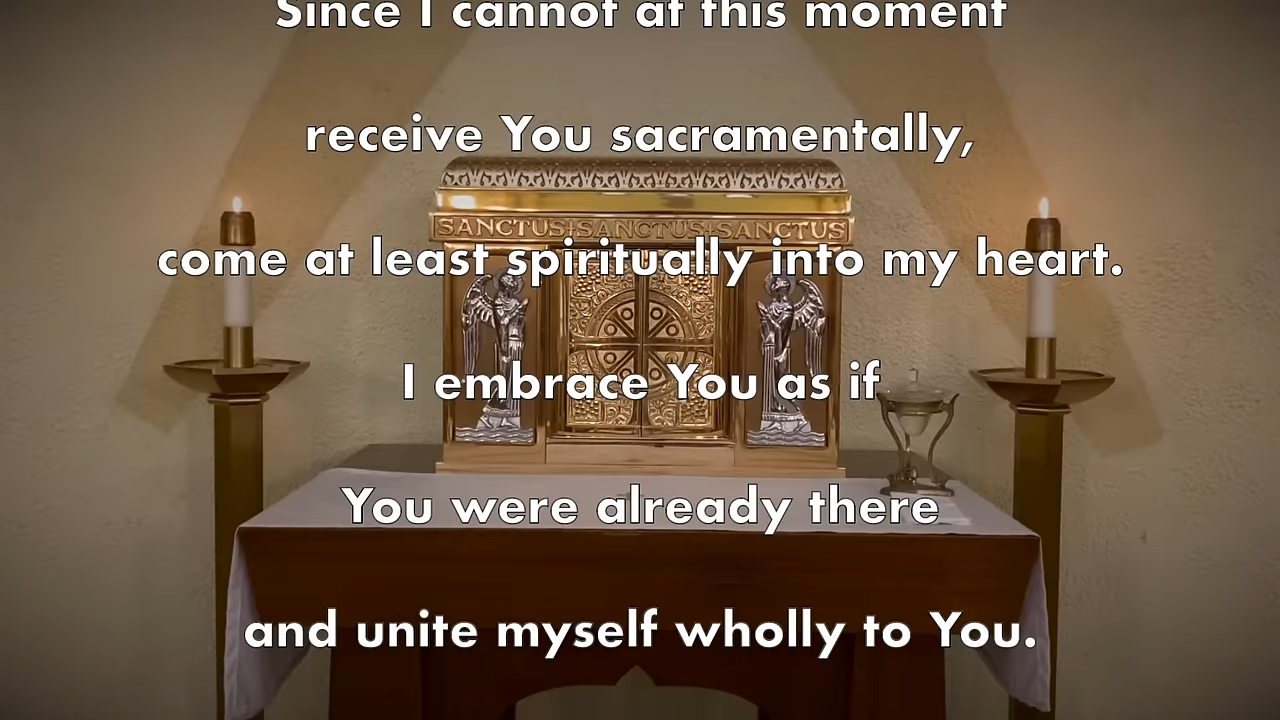 Since I cannot at this moment
receive You sacramentally,
SANCTUS+SANCTUS+SANCTUS
come at least spiritually into my heart.
I embrace You as if
You were already there
and unite myself wholly to You.